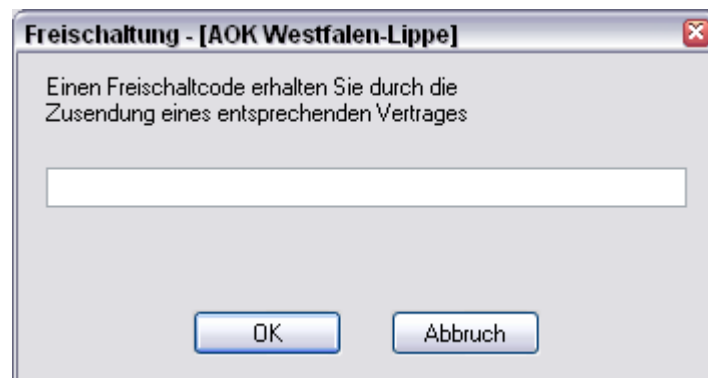 Freischaltung - [AOK Westfalen-Lippe]
Einen Freischaltcode erhalten Sie durch die
Zusendung eines entsprechenden Vertrages
OK
Abbruch